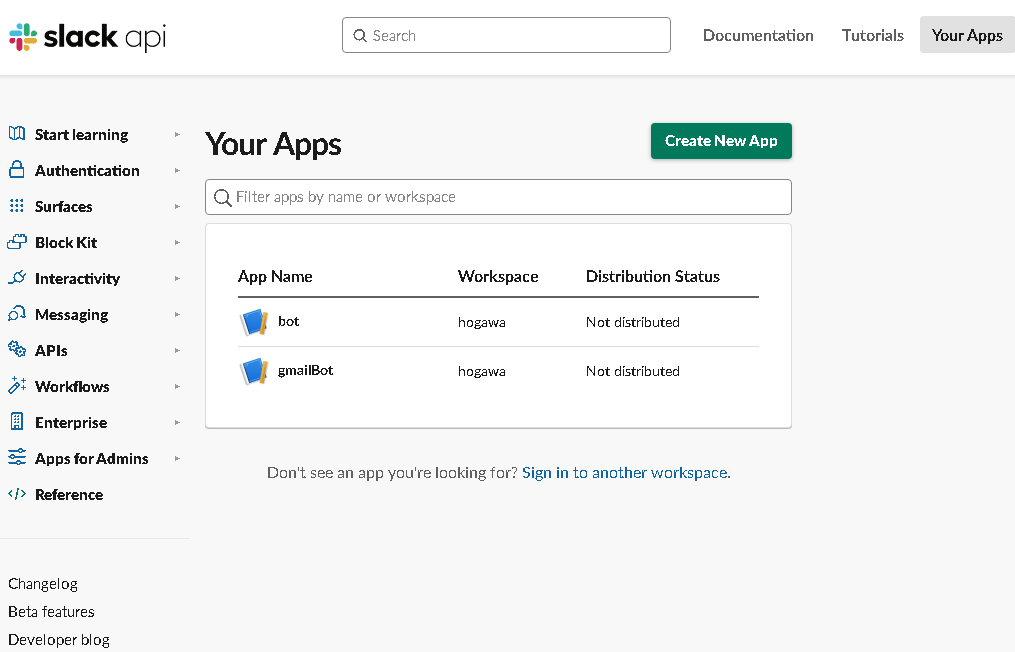 slack api
Search
Documentation
Tutorials
Your Apps
Start learning
Authentication
Surfaces
Block Kit
Interactivity
Messaging
APIs
Workflows
Enterprise
Apps for Admins
Reference
Changelog
Beta features
Developer blog
Your Apps
Create New App
Filter apps by name or workspace
App Name Workspace Distribution Status
bot hogawa Not distributed
gmailBot hogawa Not distributed
Don't see an app you're looking for? Sign in to another workspace.